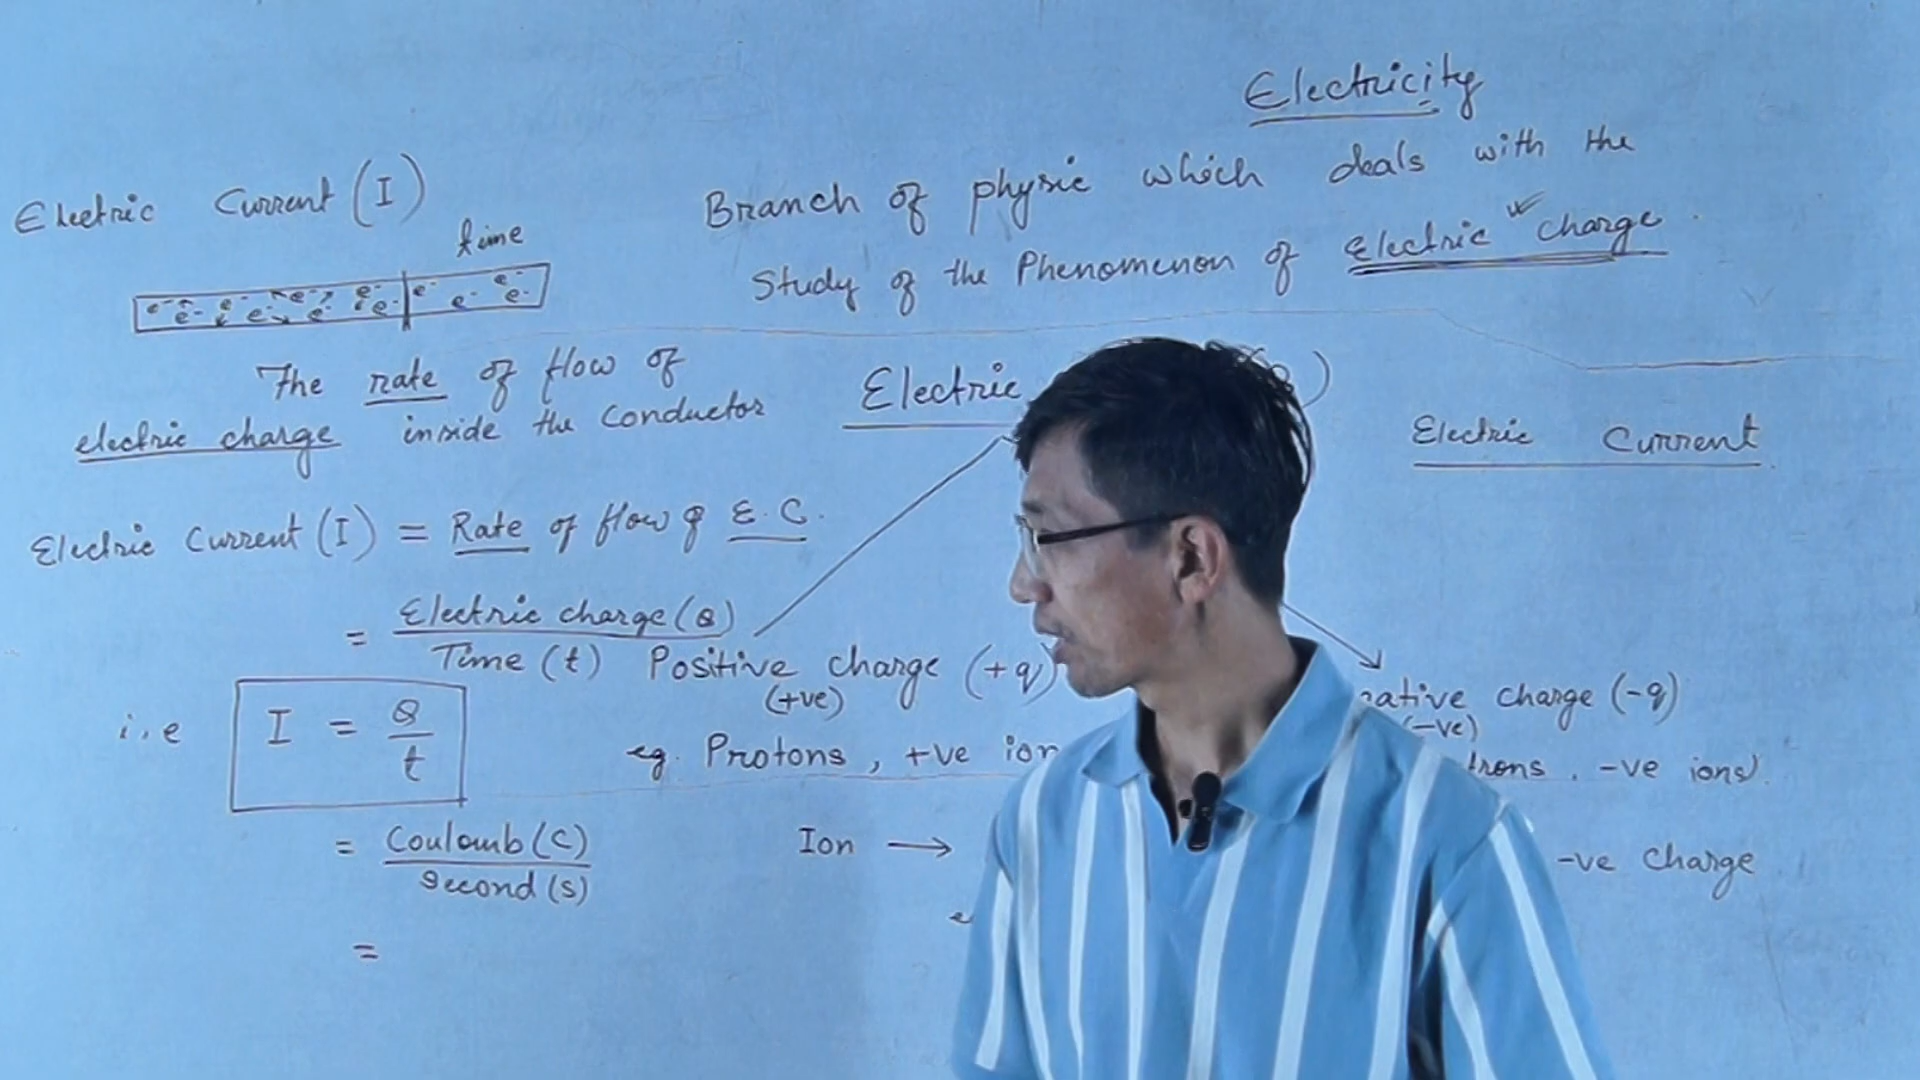 Electricity
Branch of physic which deals with the
Study of the Phenomenon of Electric charge
Electric Current (I)
time
e- e- e- e- e- e- e- e- e- e- e- e-
The rate of flow of
electric charge inside the conductor
Electric Current (I) = Rate of flow of E.C.
= Electric charge (Q)
Time (t)
i.e I = Q
t
= Coulomb (C)
Second (s)
=
Electric
)
Electric Current
Positive charge (+q)
(+ve)
eg. Protons, +ve ion
charge (-q)
(-ve)
-ve ions)
Ion →
-ve charge